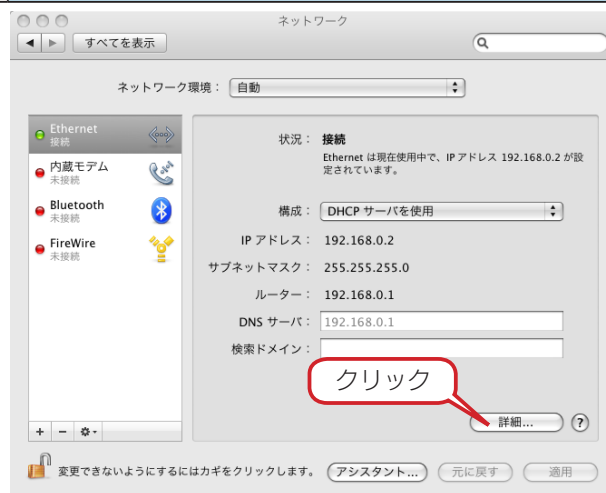 ネットワーク
すべてを表示
ネットワーク環境： 自動
Ethernet
接続
内蔵モデム
未接続
Bluetooth
未接続
FireWire
未接続
状況： 接続
Ethernet は現在使用中で、IP アドレス 192.168.0.2 が設
定されています。
構成： DHCP サーバを使用
IP アドレス： 192.168.0.2
サブネットマスク： 255.255.255.0
ルーター： 192.168.0.1
DNS サーバ： 192.168.0.1
検索ドメイン：
クリック
詳細... ?
+ −
変更できないようにするにはカギをクリックします。 アシスタント... 元に戻す 適用